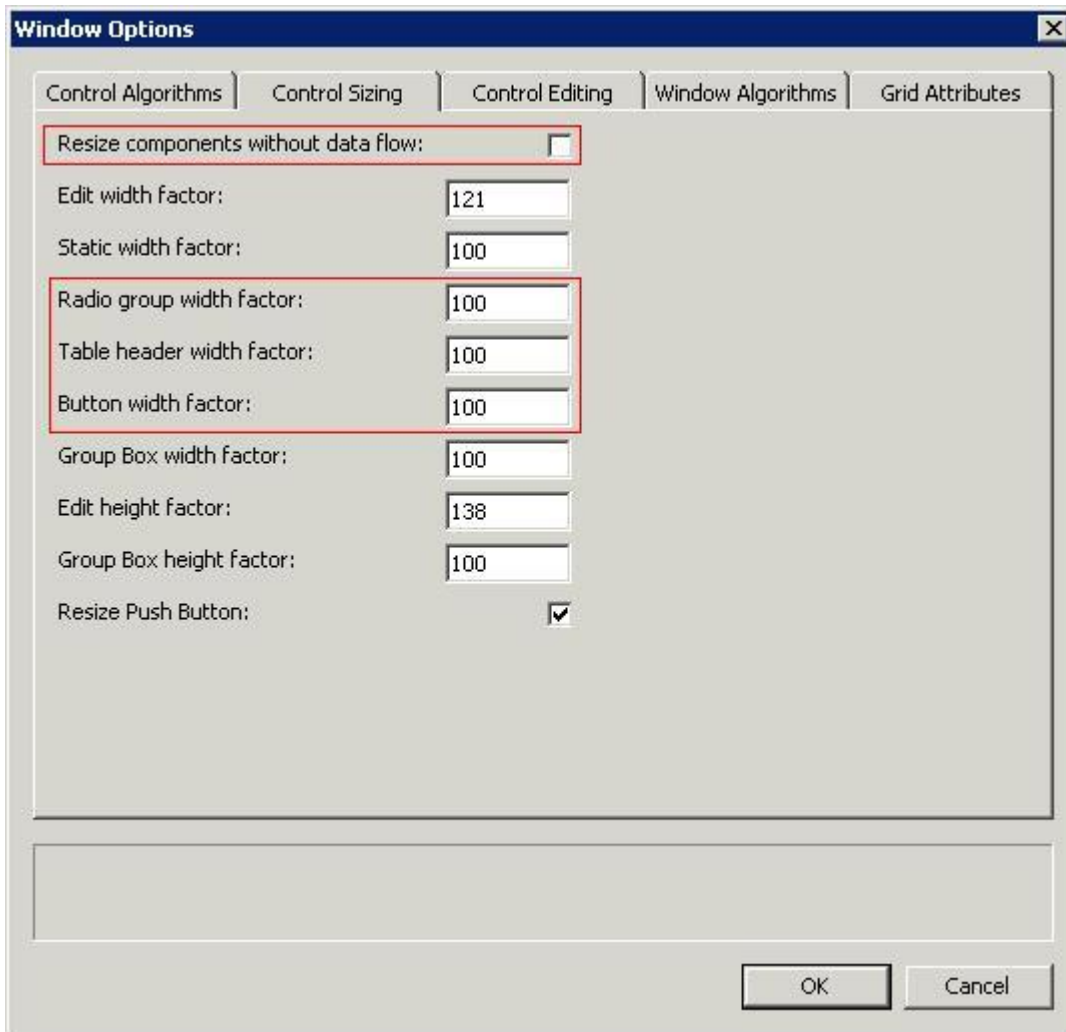 Window Options
Control Algorithms Control Sizing Control Editing Window Algorithms Grid Attributes
Resize components without data flow:
Edit width factor: 121
Static width factor: 100
Radio group width factor: 100
Table header width factor: 100
Button width factor: 100
Group Box width factor: 100
Edit height factor: 138
Group Box height factor: 100
Resize Push Button:
OK Cancel